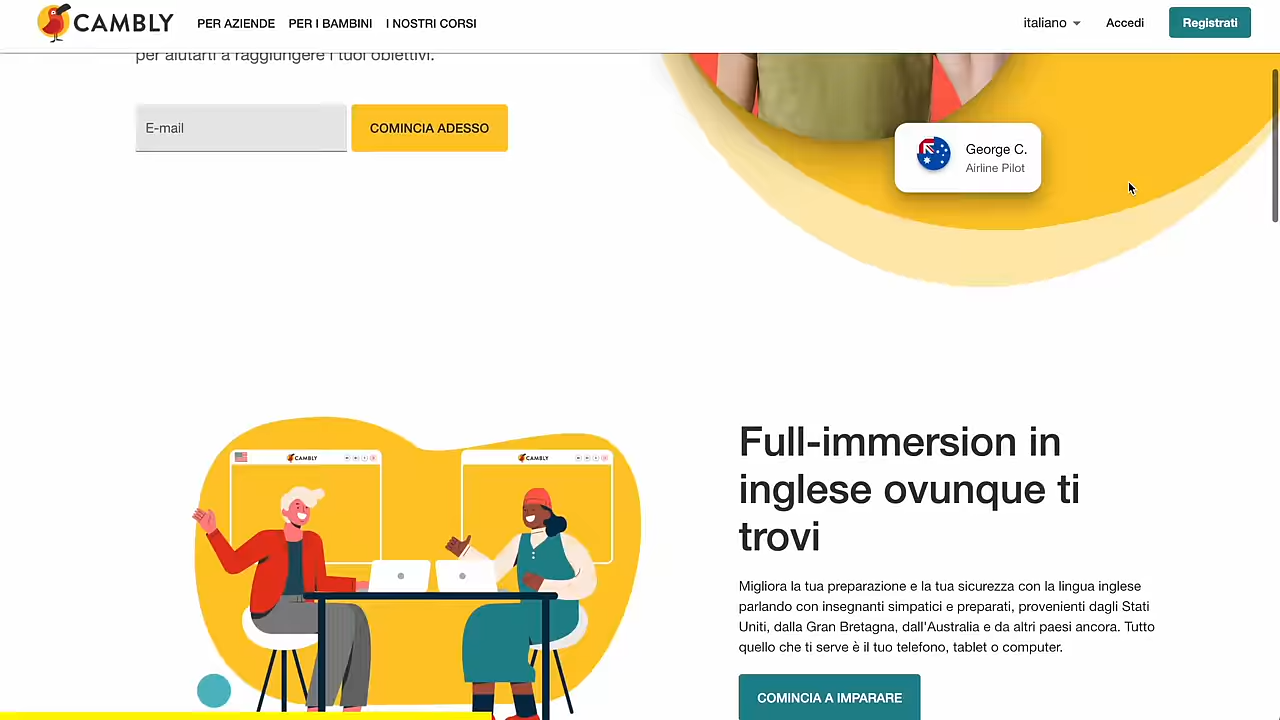 CAMBLY
PER AZIENDE
PER I BAMBINI
I NOSTRI CORSI
italiano
Accedi
Registrati
per aiutarti a raggiungere i tuoi obiettivi.
E-mail
COMINCIA ADESSO
George C.
Airline Pilot
CAMBLY
CAMBLY
Full-immersion in
inglese ovunque ti
trovi
Migliora la tua preparazione e la tua sicurezza con la lingua inglese
parlando con insegnanti simpatici e preparati, provenienti dagli Stati
Uniti, dalla Gran Bretagna, dall'Australia e da altri paesi ancora. Tutto
quello che ti serve è il tuo telefono, tablet o computer.
COMINCIA A IMPARARE